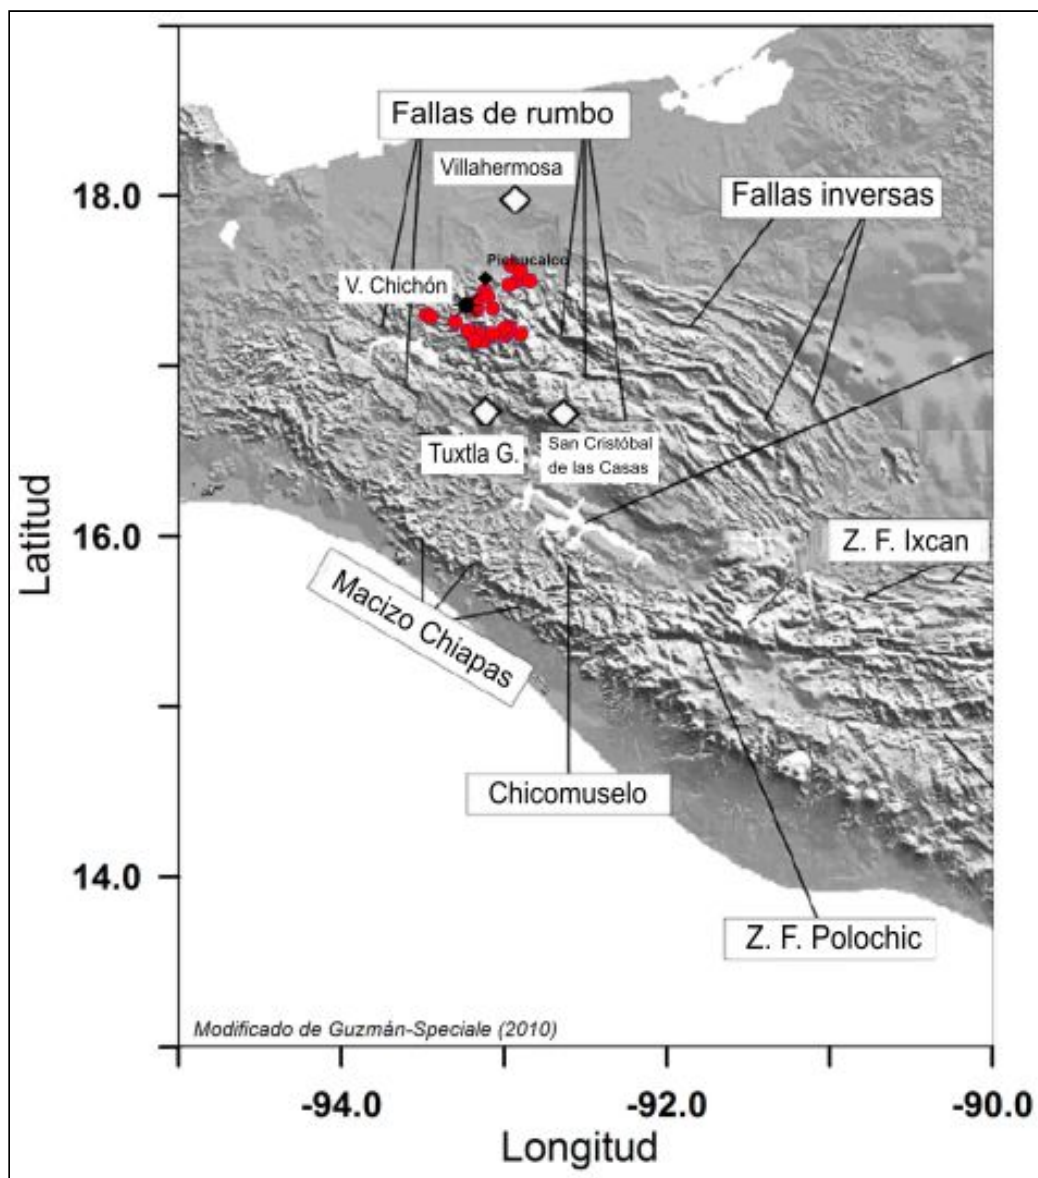 Fallas de rumbo
Villahermosa
18.0
Fallas inversas
Pichucalco
V. Chichón
Tuxtla G.
San Cristóbal
de las Casas
Latitud
16.0
Z. F. Ixcan
Macizo Chiapas
Chicomuselo
14.0
Z. F. Polochic
Modificado de Guzmán-Speciale (2010)
-94.0
-92.0
-90.0
Longitud